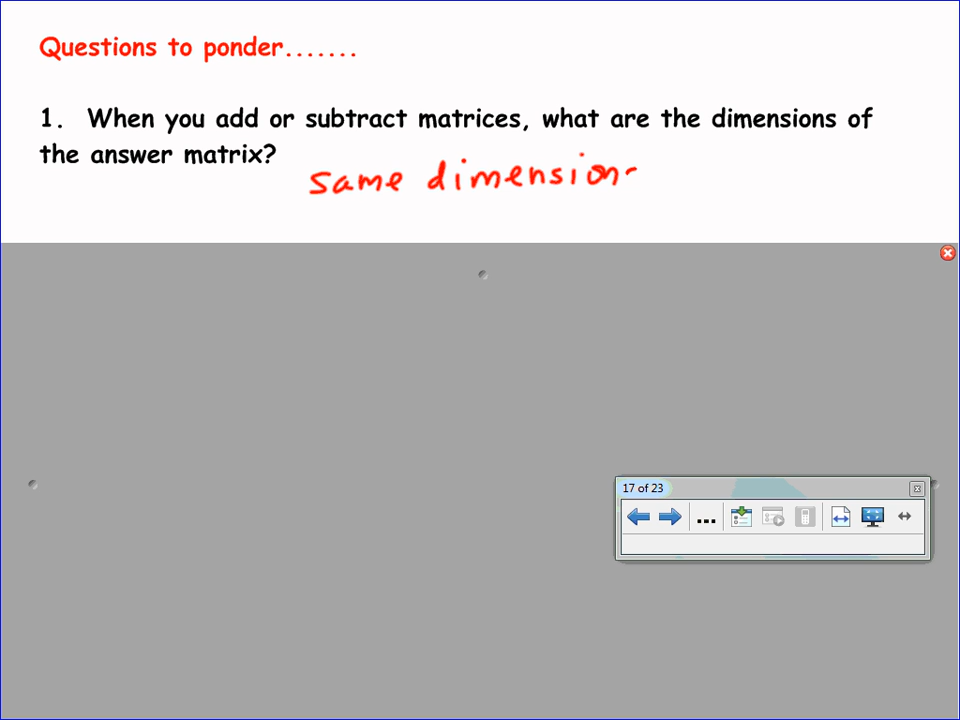 Questions to ponder.......
1. When you add or subtract matrices, what are the dimensions of
the answer matrix?
same dimension
17 of 23
...